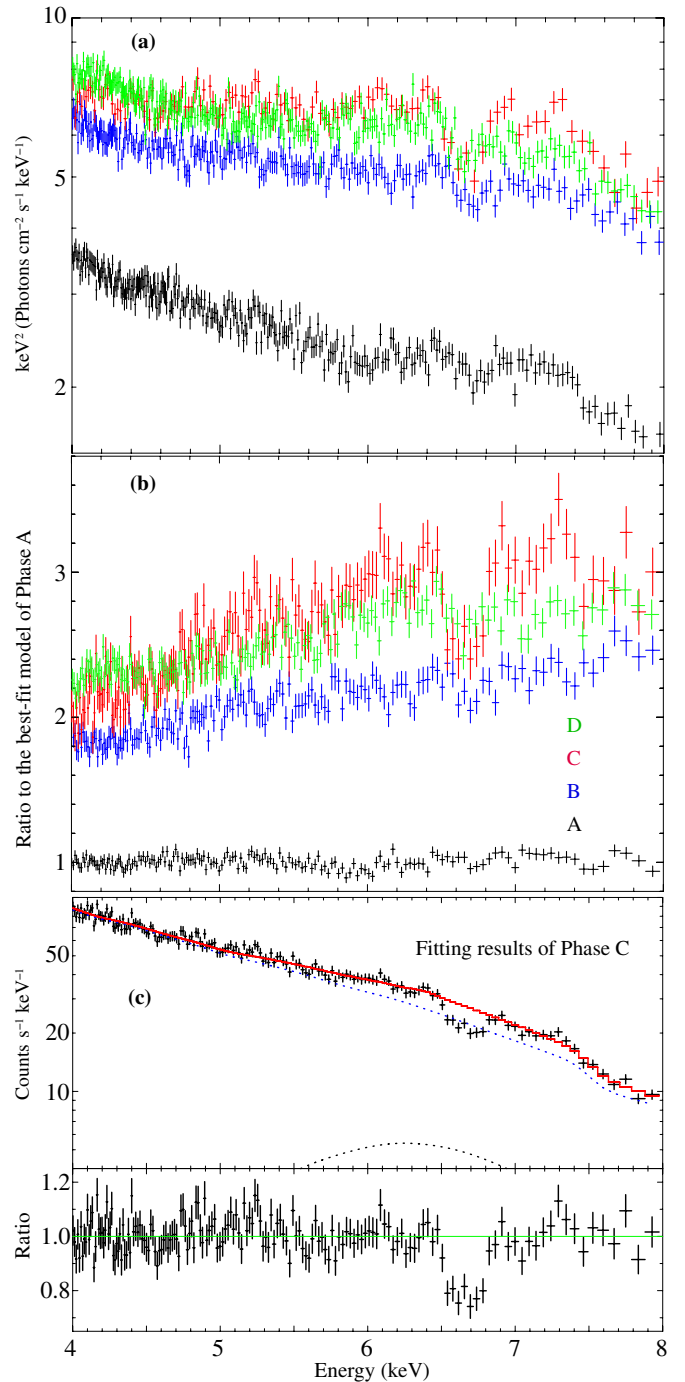 (a)
10
5
2
keV² (Photons cm⁻² s⁻¹ keV⁻¹)
(b)
3
2
1
Ratio to the best-fit model of Phase A
D
C
B
A
Fitting results of Phase C
(c)
50
20
10
Counts s⁻¹ keV⁻¹
1.2
1.0
0.8
Ratio
4 5 6 7 8
Energy (keV)